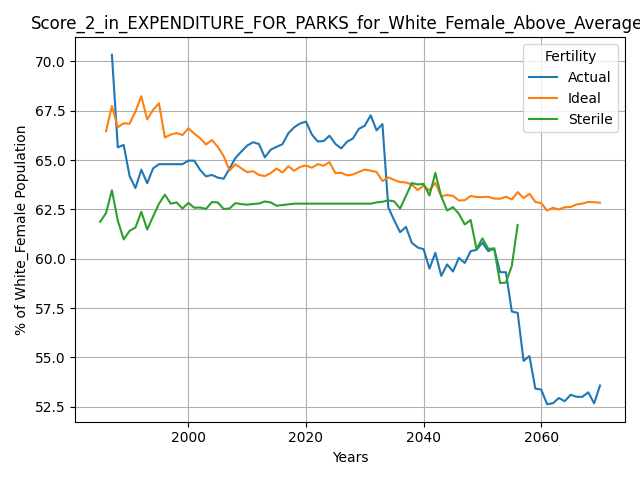 Score_2_in_EXPENDITURE_FOR_PARKS_for_White_Female_Above_Average
% of White_Female Population
70.0
67.5
65.0
62.5
60.0
57.5
55.0
52.5
Fertility
Actual
Ideal
Sterile
2000
2020
2040
2060
Years